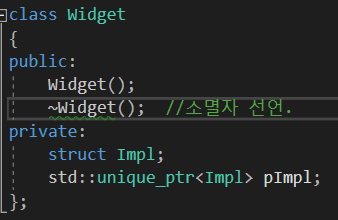 class Widget
{
public:
    Widget();
    ~Widget();  //소멸자 선언.
private:
    struct Impl;
    std::unique_ptr<Impl> pImpl;
};